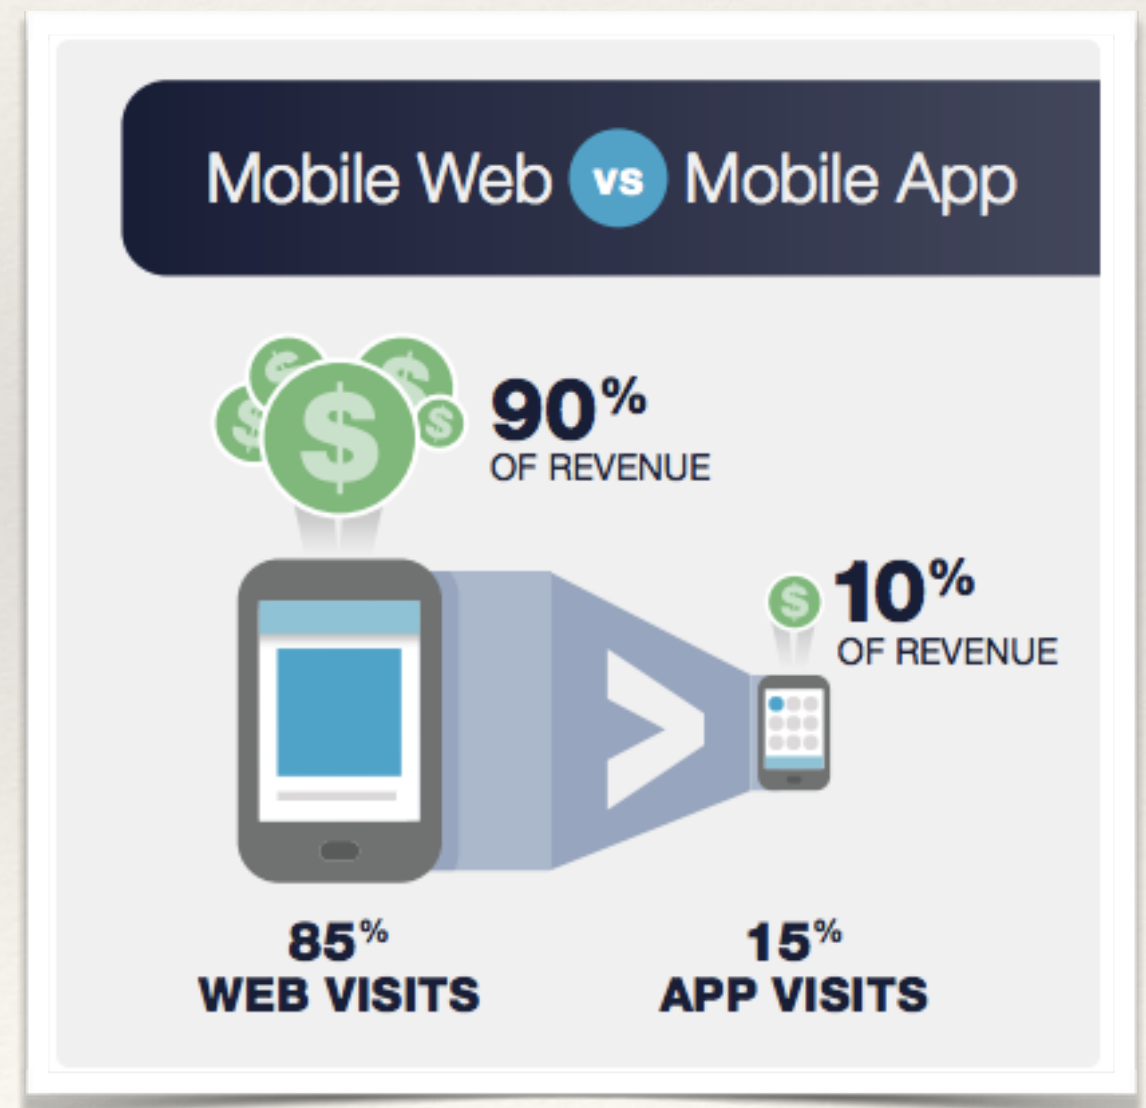 Mobile Web vs Mobile App
$ $ $ $ $
90%
OF REVENUE
$ 10%
OF REVENUE
>
85%
WEB VISITS
15%
APP VISITS